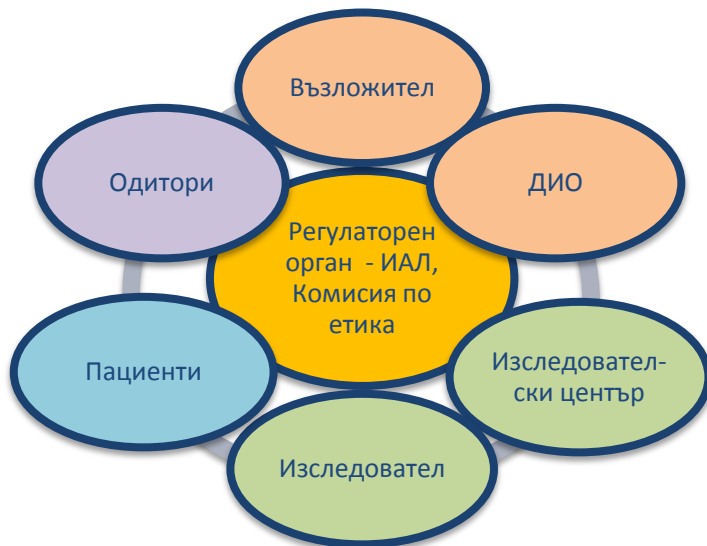 Възложител
Одитори
ДИО
Регулаторен
орган - ИАЛ,
Комисия по
етика
Пациенти
Изследовател-
ски център
Изследовател